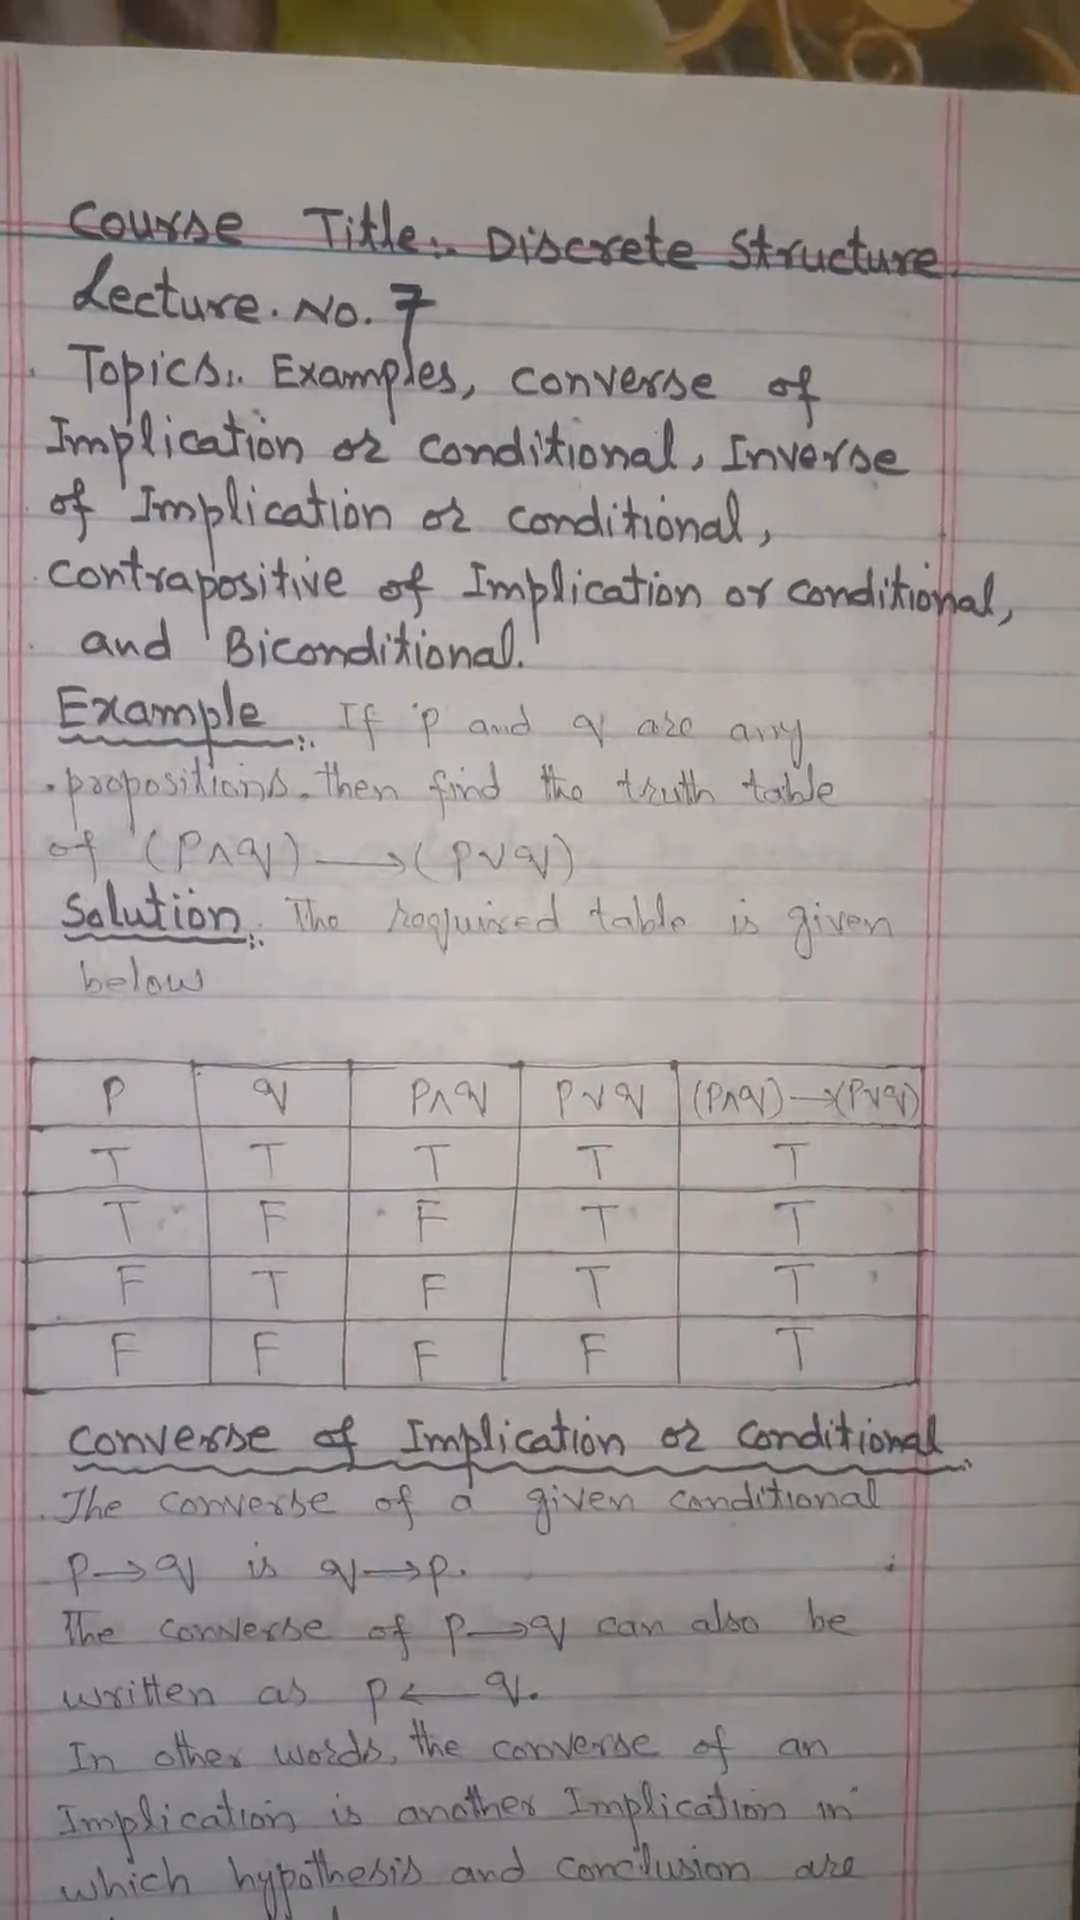 Course Title:. Discrete Structure.
Lecture. No. 7
Topics:. Examples, converse of
Implication or conditional, Inverse
of Implication or conditional,
contrapositive of Implication or conditional,
and Biconditional.
Example:. If p and q are any
propositions, then find the truth table
of (p∧q) → (p∨q)
Solution:. The required table is given
below
P q P∧q P∨q (P∧q)→(P∨q)
T T T T T
T F F T T
F T F T T
F F F F T
Converse of Implication or Conditional
The converse of a given conditional
p→q is q→p.
The converse of p→q can also be
written as p←q.
In other words, the converse of an
Implication is another Implication in
which hypothesis and conclusion are